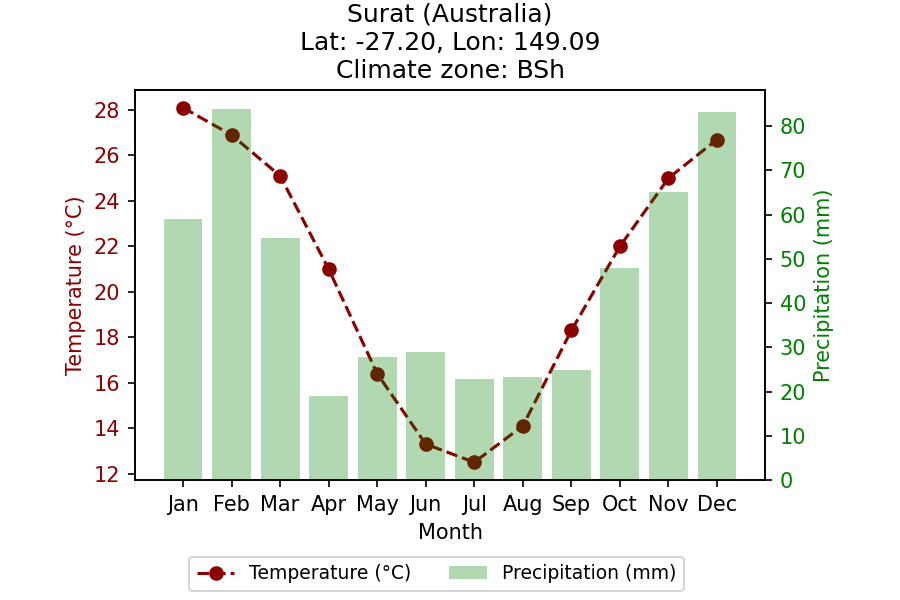 Surat (Australia)
Lat: -27.20, Lon: 149.09
Climate zone: BSh
Temperature (°C)
28
26
24
22
20
18
16
14
12
80
70
60
50
40
30
20
10
0
Precipitation (mm)
Jan Feb Mar Apr May Jun Jul Aug Sep Oct Nov Dec
Month
Temperature (°C) Precipitation (mm)